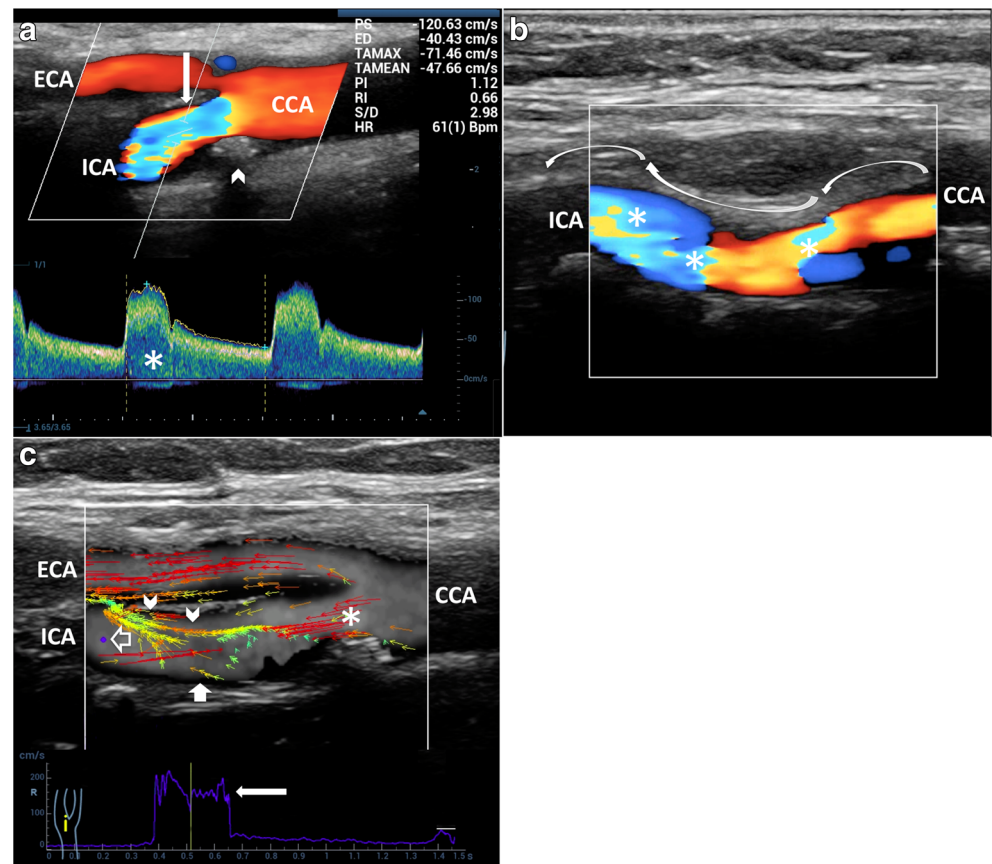 a
PS -120.63 cm/s
ED -40.43 cm/s
TAMAX -71.46 cm/s
TAMEAN -47.66 cm/s
PI 1.12
RI 0.66
S/D 2.98
HR 61(1) Bpm
ECA
CCA
ICA
-2
1/1
-100
-50
0cm/s
3.65/3.65
*
b
ICA
CCA
*
*
*
c
ECA
CCA
ICA
*
cm/s
200
R
100
0
0 0.1 0.2 0.3 0.4 0.5 0.6 0.7 0.8 0.9 1.0 1.1 1.2 1.3 1.4 1.5 s